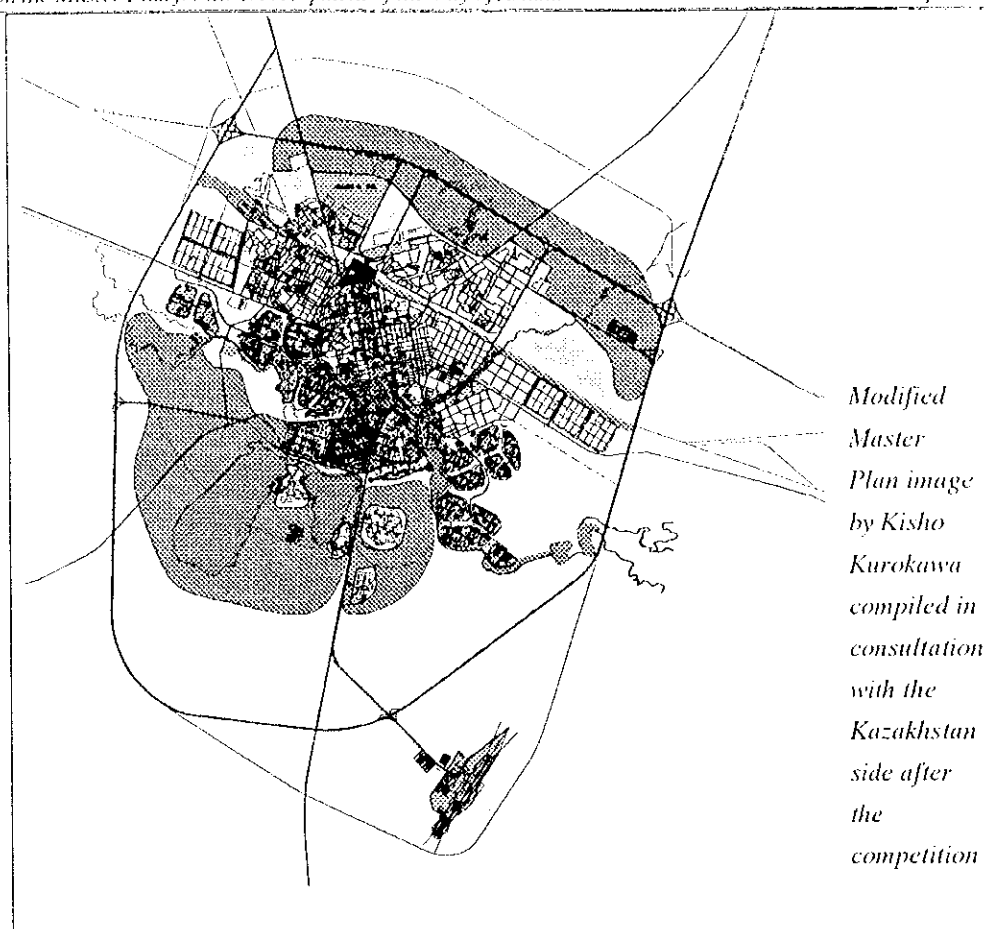 Modified
Master
Plan image
by Kisho
Kurokawa
compiled in
consultation
with the
Kazakhstan
side after
the
competition